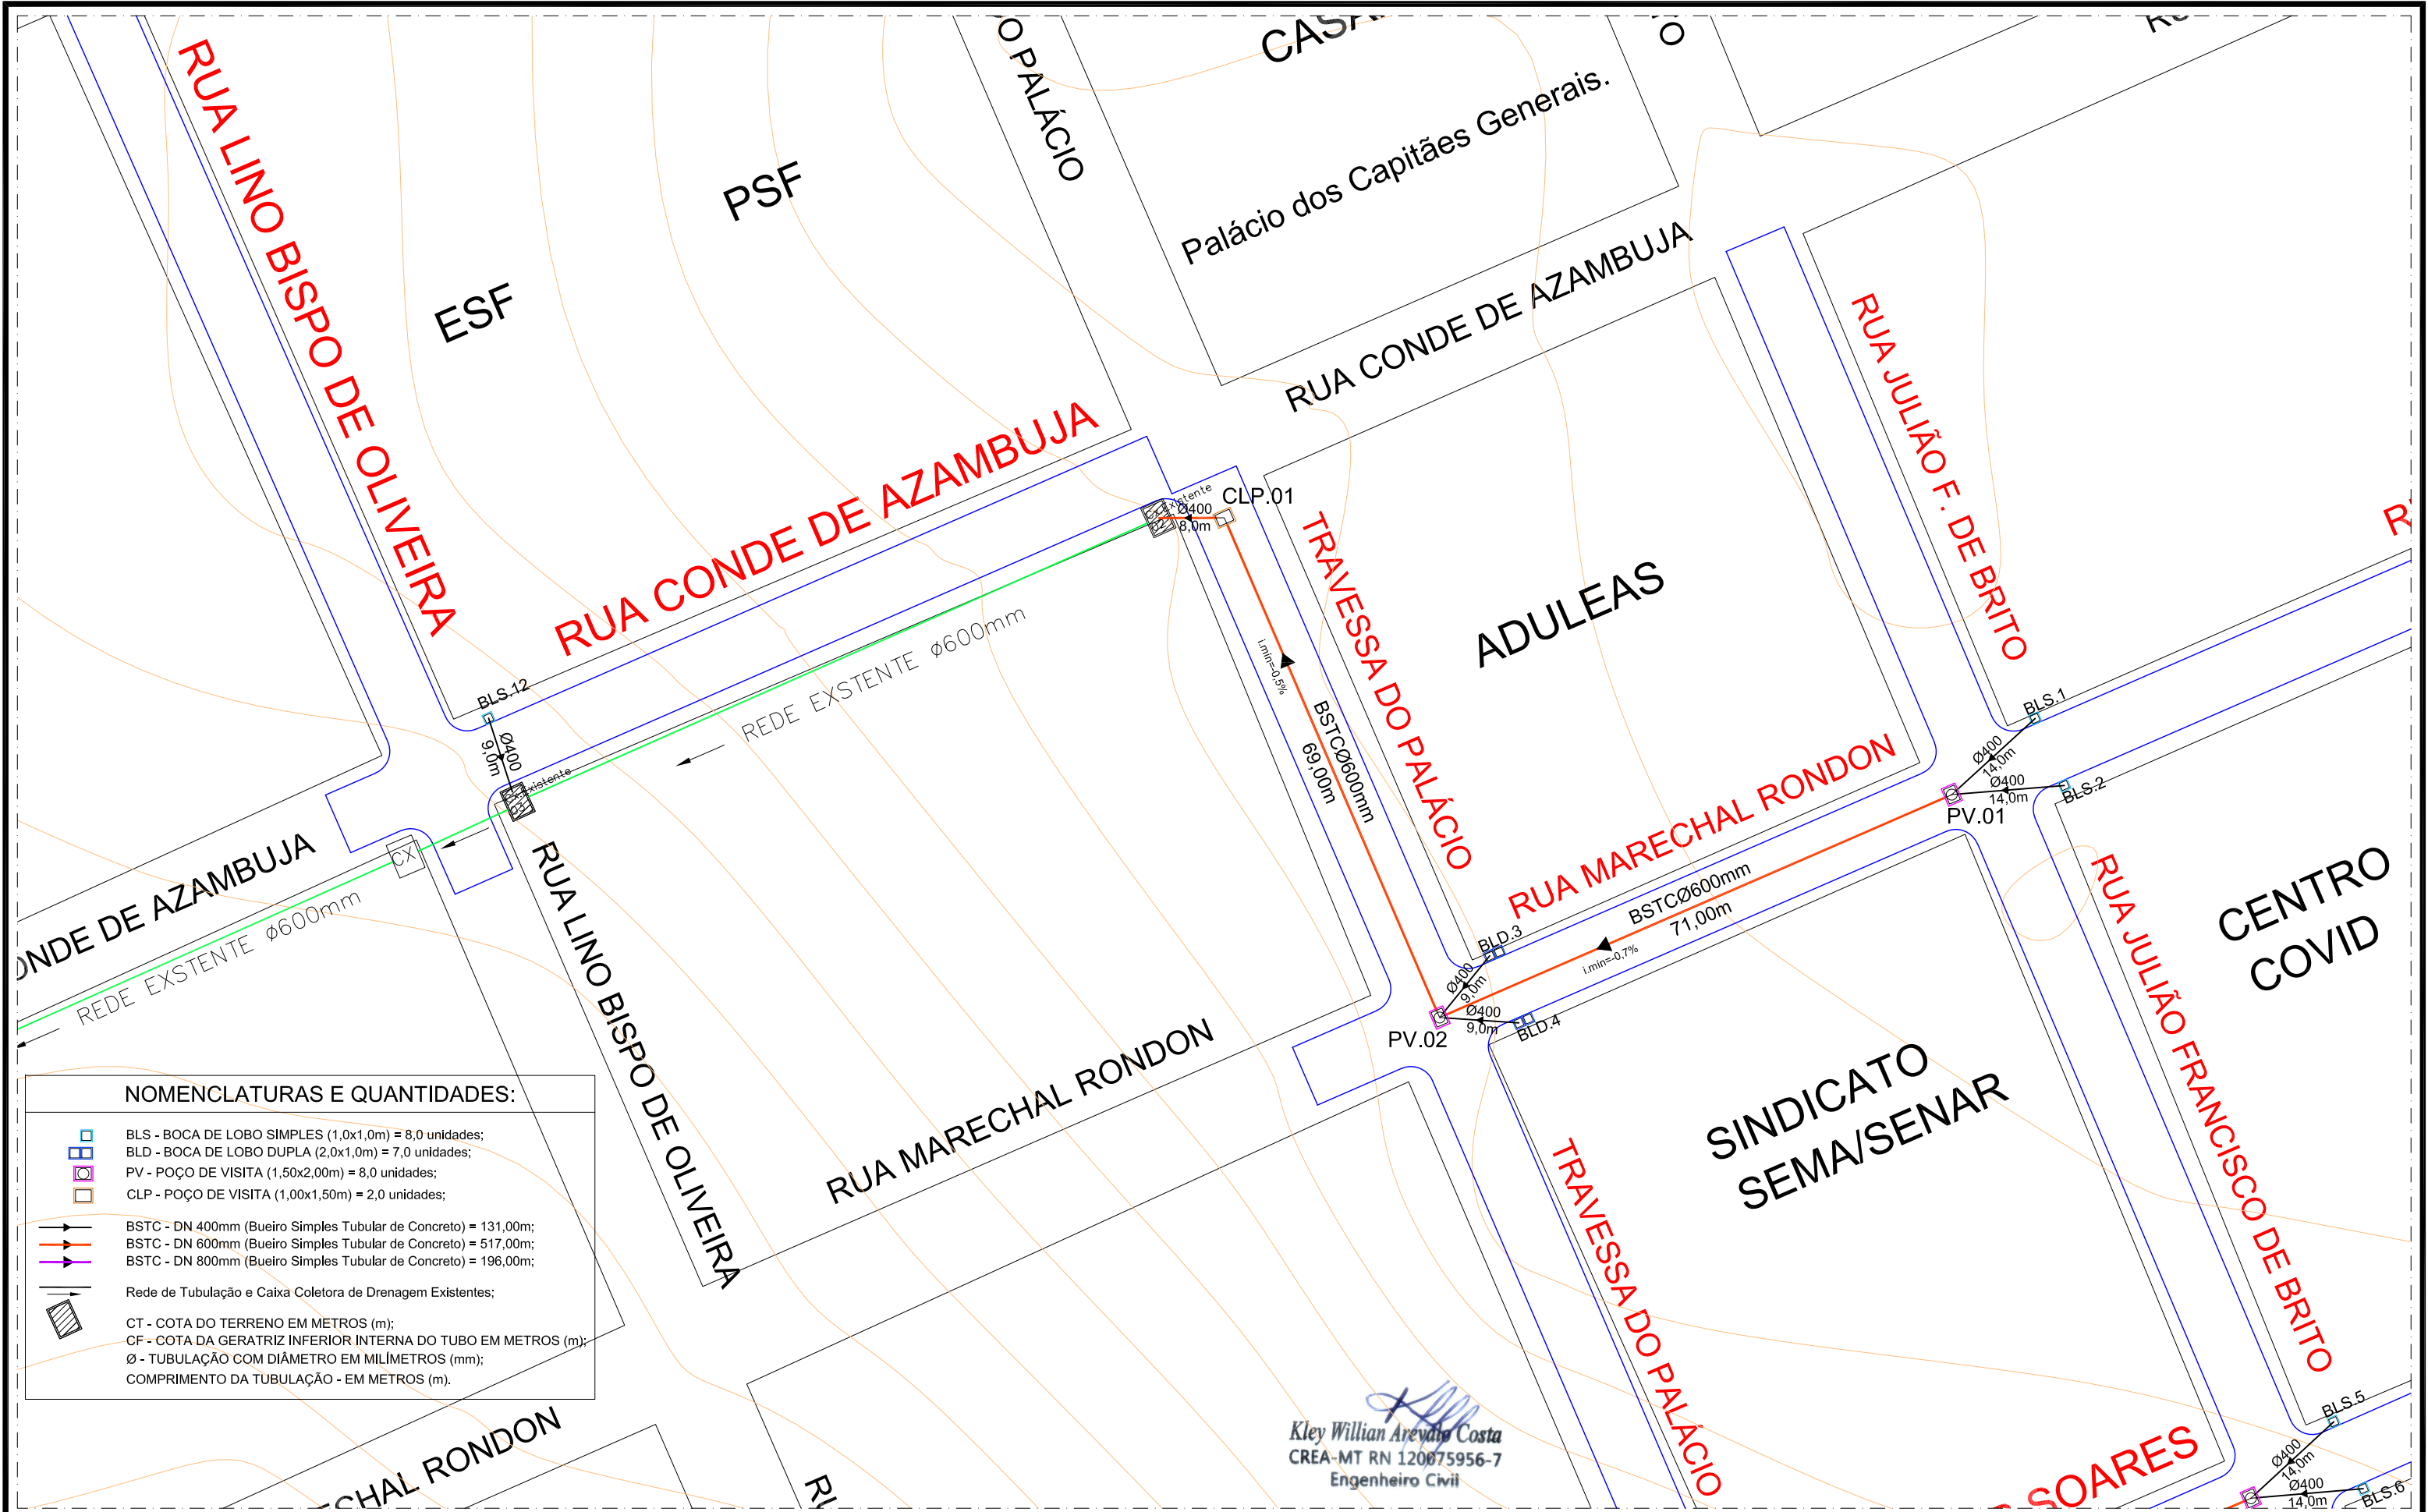 RUA LINO BISPO DE OLIVEIRA
O PALÁCIO
Palácio dos Capitães Generais.
PSF
ESF
RUA CONDE DE AZAMBUJA
RUA CONDE DE AZAMBUJA
RUA JULIÃO F. DE BRITO
CLP.01
Ø400
8,0m
TRAVESSA DO PALÁCIO
ADULEAS
REDE EXSTENTE Ø600mm
i.min=-0,5%
BSTCØ600mm
69,00m
BLS.12
Ø400
9,0m
BLS.1
Ø400
14,0m
Ø400
14,0m
BLS.2
PV.01
RUA MARECHAL RONDON
BSTCØ600mm
71,00m
i.min=-0,7%
BLD.3
Ø400
9,0m
Ø400
9,0m
BLD.4
PV.02
CX
ONDE DE AZAMBUJA
REDE EXSTENTE Ø600mm
RUA LINO BISPO DE OLIVEIRA
RUA MARECHAL RONDON
CENTRO
COVID
RUA JULIÃO FRANCISCO DE BRITO
SINDICATO
SEMA/SENAR
TRAVESSA DO PALÁCIO
NOMENCLATURAS E QUANTIDADES:
BLS - BOCA DE LOBO SIMPLES (1,0x1,0m) = 8,0 unidades;
BLD - BOCA DE LOBO DUPLA (2,0x1,0m) = 7,0 unidades;
PV - POÇO DE VISITA (1,50x2,00m) = 8,0 unidades;
CLP - POÇO DE VISITA (1,00x1,50m) = 2,0 unidades;
BSTC - DN 400mm (Bueiro Simples Tubular de Concreto) = 131,00m;
BSTC - DN 600mm (Bueiro Simples Tubular de Concreto) = 517,00m;
BSTC - DN 800mm (Bueiro Simples Tubular de Concreto) = 196,00m;
Rede de Tubulação e Caixa Coletora de Drenagem Existentes;
CT - COTA DO TERRENO EM METROS (m);
CF - COTA DA GERATRIZ INFERIOR INTERNA DO TUBO EM METROS (m);
Ø - TUBULAÇÃO COM DIÂMETRO EM MILÍMETROS (mm);
COMPRIMENTO DA TUBULAÇÃO - EM METROS (m).
CHAL RONDON
Kley Willian Arevalo Costa
CREA-MT RN 120075956-7
Engenheiro Civil
SOARES
BLS.5
Ø400
14,0m
Ø400
14,0m
BLS.6